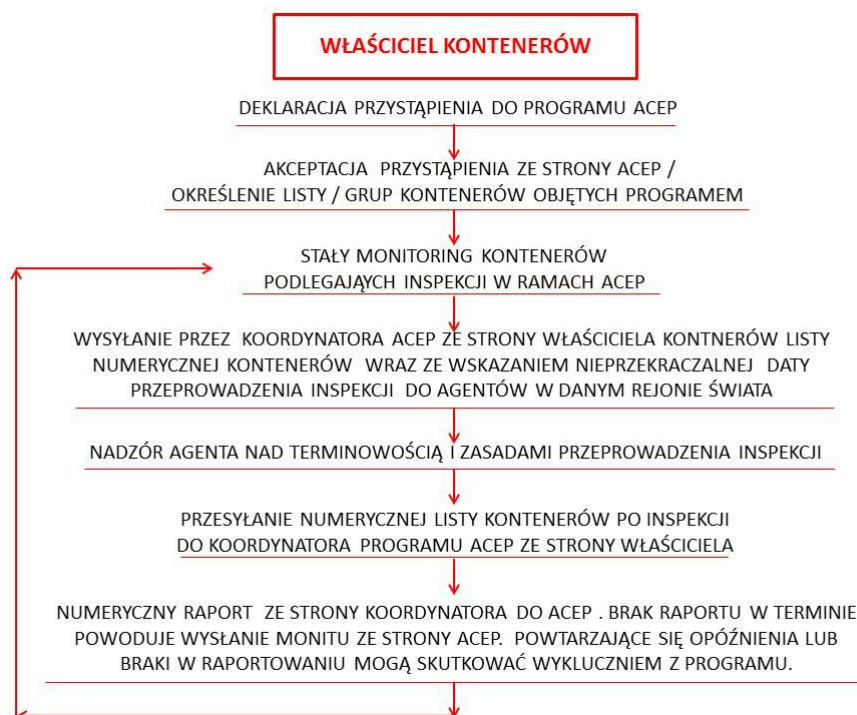 WŁAŚCICIEL KONTENERÓW
DEKLARACJA PRZYSTĄPIENIA DO PROGRAMU ACEP
AKCEPTACJA PRZYSTĄPIENIA ZE STRONY ACEP /
OKREŚLENIE LISTY / GRUP KONTENERÓW OBJĘTYCH PROGRAMEM
STAŁY MONITORING KONTENERÓW
PODLEGAJĄYCH INSPEKCJI W RAMACH ACEP
WYSYŁANIE PRZEZ KOORDYNATORA ACEP ZE STRONY WŁAŚCICIELA KONTNERÓW LISTY
NUMERYCZNEJ KONTENERÓW WRAZ ZE WSKAZANIEM NIEPRZEKRACZALNEJ DATY
PRZEPROWADZENIA INSPEKCJI DO AGENTÓW W DANYM REJONIE ŚWIATA
NADZÓR AGENTA NAD TERMINOWOŚCIĄ I ZASADAMI PRZEPROWADZENIA INSPEKCJI
PRZESYŁANIE NUMERYCZNEJ LISTY KONTENERÓW PO INSPEKCJI
DO KOORDYNATORA PROGRAMU ACEP ZE STRONY WŁAŚCICIELA
NUMERYCZNY RAPORT ZE STRONY KOORDYNATORA DO ACEP . BRAK RAPORTU W TERMINIE
POWODUJE WYSŁANIE MONITU ZE STRONY ACEP. POWTARZAJĄCE SIĘ OPÓŹNIENIA LUB
BRAKI W RAPORTOWANIU MOGĄ SKUTKOWAĆ WYKLUCZNIEM Z PROGRAMU.